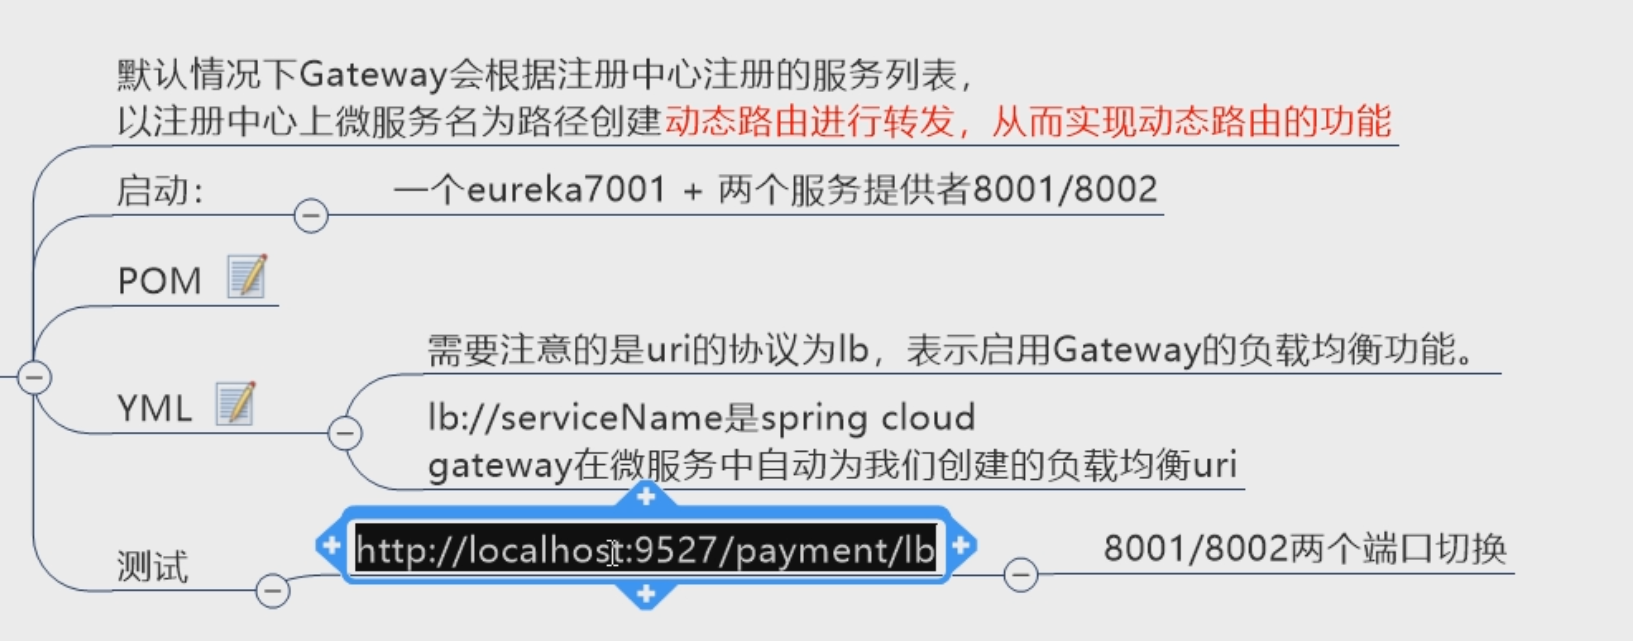 默认情况下Gateway会根据注册中心注册的服务列表，
以注册中心上微服务名为路径创建动态路由进行转发，从而实现动态路由的功能
启动：
一个eureka7001 + 两个服务提供者8001/8002
POM
YML
需要注意的是uri的协议为lb，表示启用Gateway的负载均衡功能。
lb://serviceName是spring cloud
gateway在微服务中自动为我们创建的负载均衡uri
测试
http://localhost:9527/payment/lb
8001/8002两个端口切换